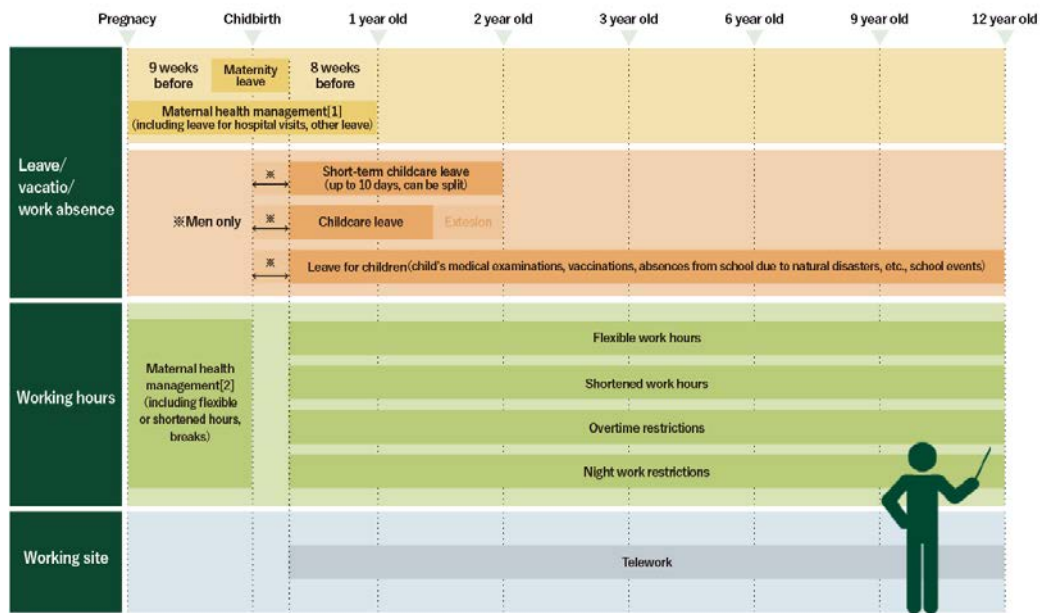 Pregnancy Chidbirth 1 year old 2 year old 3 year old 6 year old 9 year old 12 year old
Leave/
vacatio/
work absence
9 weeks
before
Maternity
leave
8 weeks
before
Maternal health management[1]
(including leave for hospital visits, other leave)
※
Short-term childcare leave
(up to 10 days, can be split)
※Men only
※
Childcare leave
Extesion
※
Leave for children(child's medical examinations, vaccinations, absences from school due to natural disasters, etc., school events)
Working hours
Maternal health
management[2]
(including flexible
or shortened hours,
breaks)
Flexible work hours
Shortened work hours
Overtime restrictions
Night work restrictions
Working site
Telework